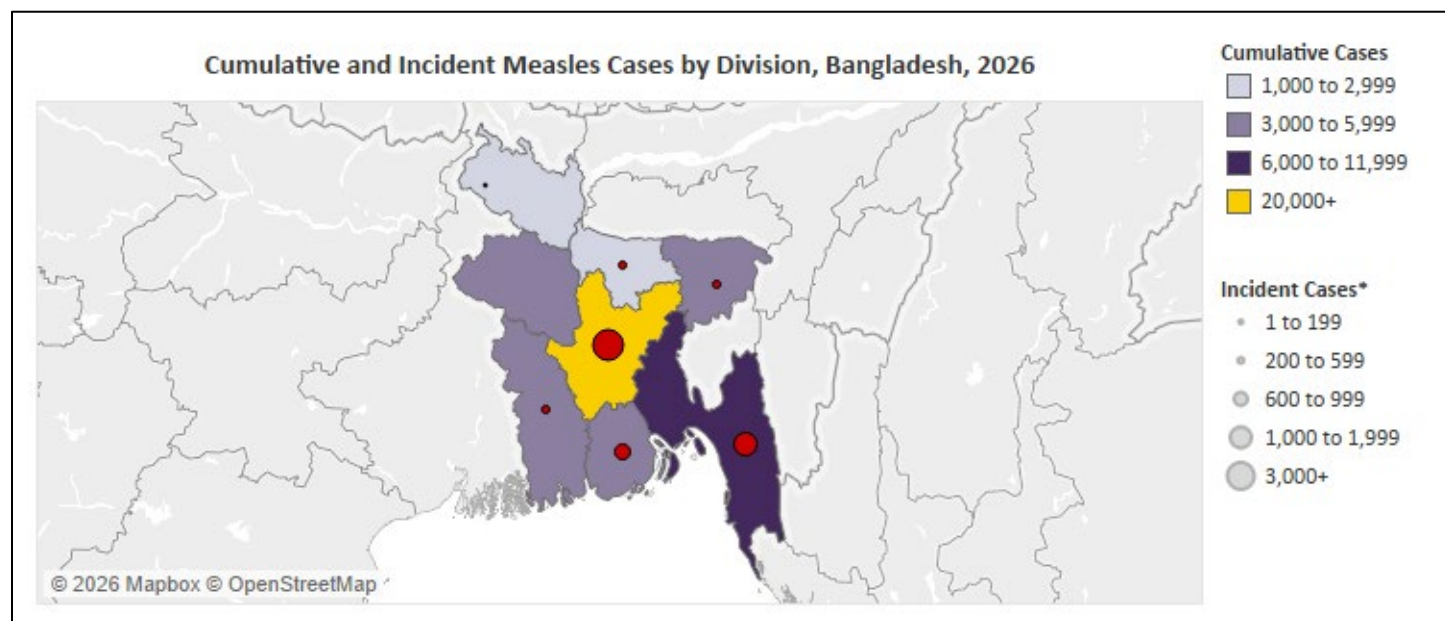 Cumulative and Incident Measles Cases by Division, Bangladesh, 2026
Cumulative Cases
1,000 to 2,999
3,000 to 5,999
6,000 to 11,999
20,000+
Incident Cases*
1 to 199
200 to 599
600 to 999
1,000 to 1,999
3,000+
© 2026 Mapbox © OpenStreetMap